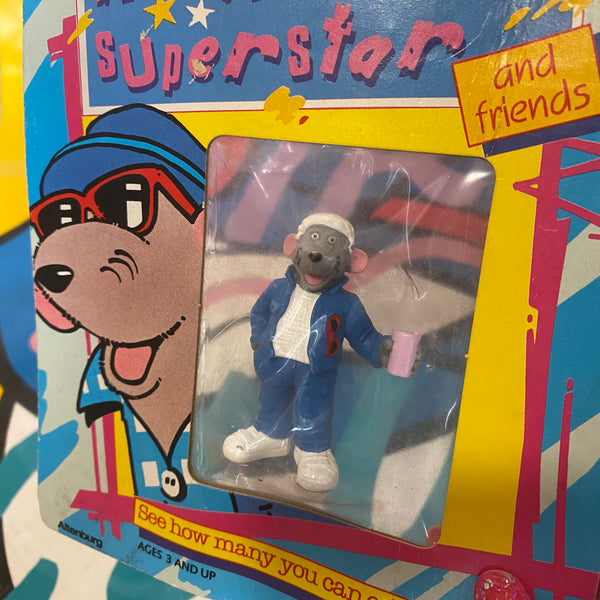 superstar
and
friends
B
See how many you can
Altenburg
AGES 3 AND UP